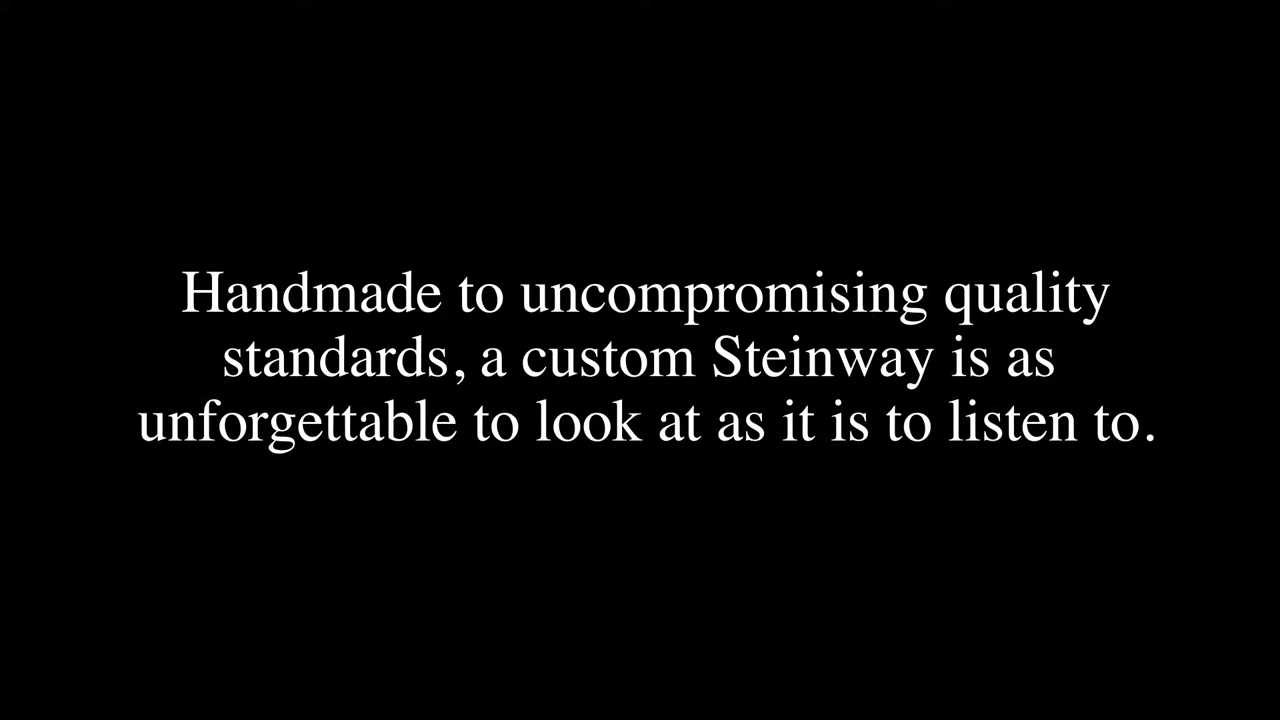 Handmade to uncompromising quality
standards, a custom Steinway is as
unforgettable to look at as it is to listen to.